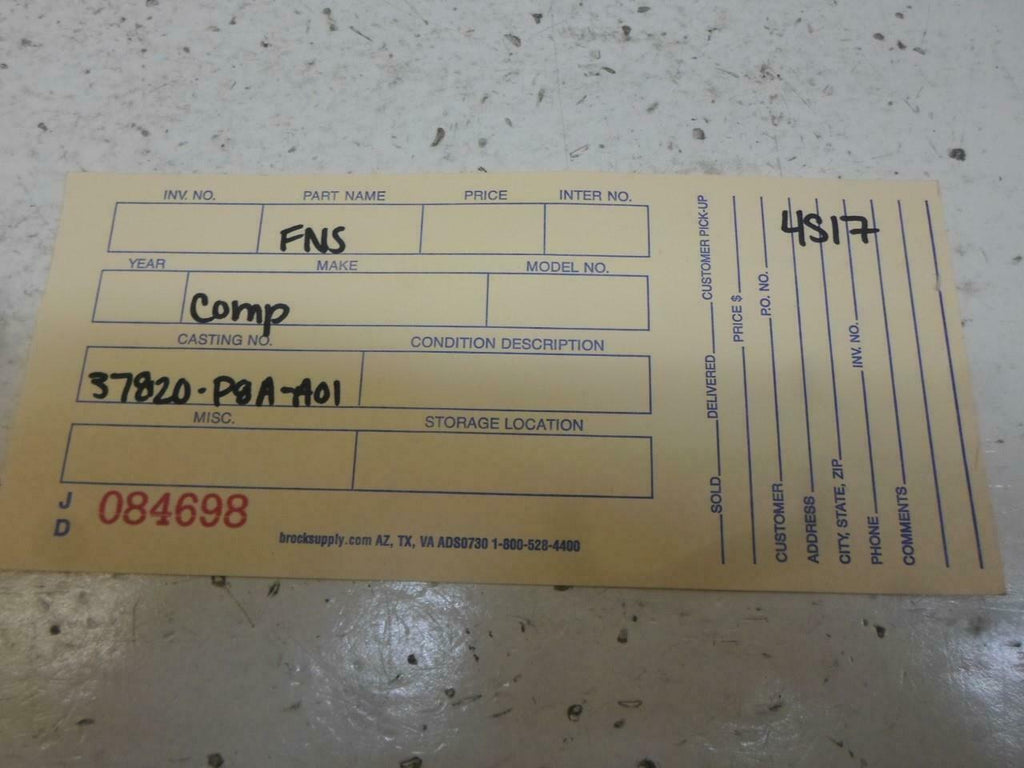 INV. NO. PART NAME PRICE INTER NO.
FNS
YEAR MAKE MODEL NO.
Comp
CASTING NO. CONDITION DESCRIPTION
37820-P8A-A01
MISC. STORAGE LOCATION
J D 084698
brocksupply.com AZ, TX, VA ADS0730 1-800-528-4400
4S17
SOLD DELIVERED CUSTOMER PICK-UP
PRICE $
CUSTOMER P.O. NO.
ADDRESS
CITY, STATE, ZIP
PHONE INV. NO.
COMMENTS